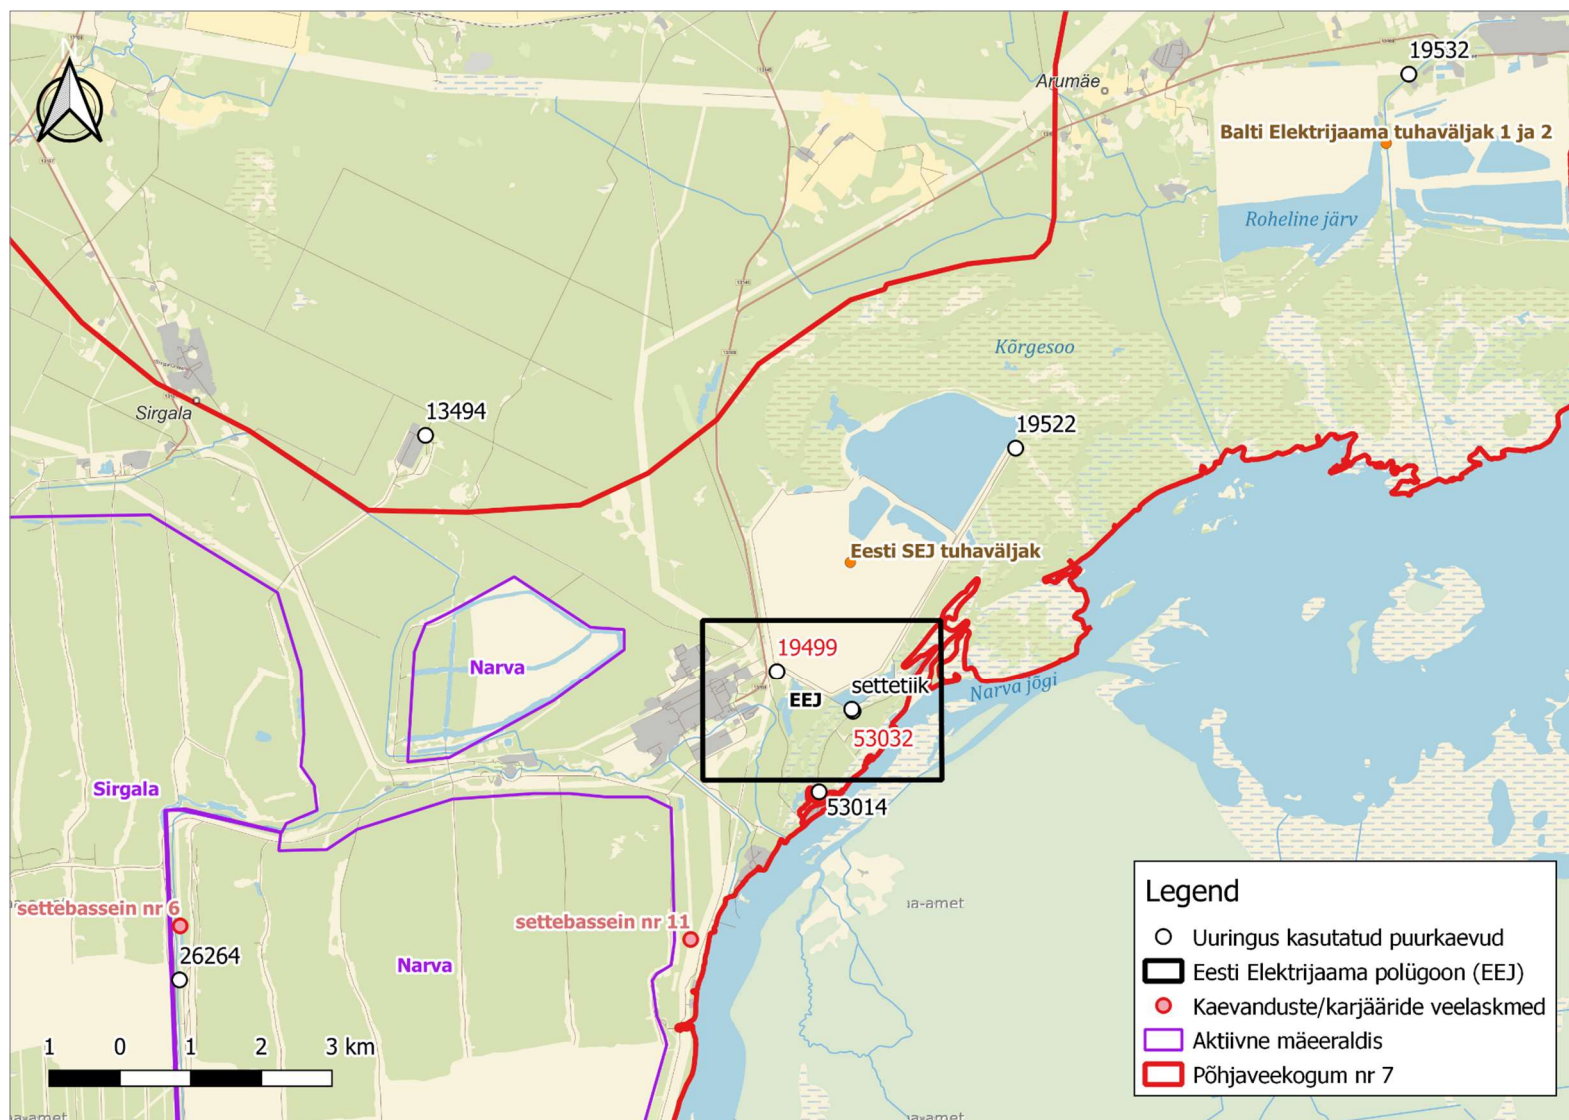 N
19532
Arumäe
Balti Elektrijaama tuhaväljak 1 ja 2
Roheline järv
Kõrgesoo
Sirgala
13494
19522
Eesti SEJ tuhaväljak
Narva
19499
settetiik
EEJ
Narva jõgi
53032
Sirgala
53014
settebassein nr 6
settebassein nr 11
26264
Narva
1 0 1 2 3 km
Legend
Uuringus kasutatud puurkaevud
Eesti Elektrijaama polügoon (EEJ)
Kaevanduste/karjääride veelaskmed
Aktiivne mäeeraldis
Põhjaveekogum nr 7